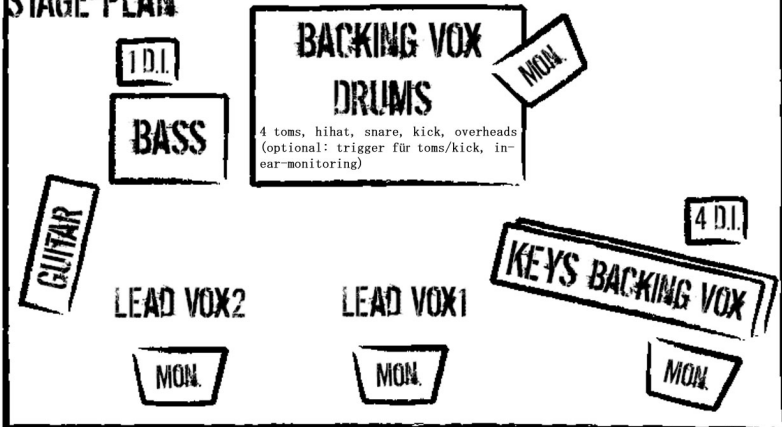 STAGE PLAN
1 D.I.
BASS
BACKING VOX
DRUMS
4 toms, hihat, snare, kick, overheads
(optional: trigger für toms/kick, in-
ear-monitoring)
MON.
GUITAR
4 D.I.
KEYS BACKING VOX
LEAD VOX2
LEAD VOX1
MON.
MON.
MON.